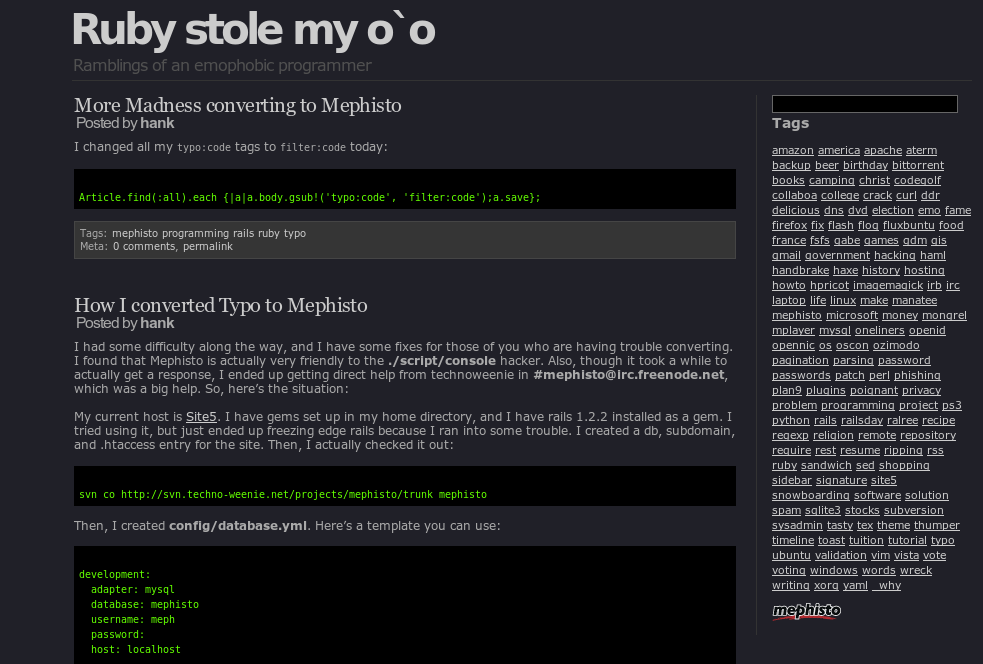 Ruby stole my o`o
Ramblings of an emophobic programmer
More Madness converting to Mephisto
Posted by hank
I changed all my typo:code tags to filter:code today:
Article.find(:all).each {|a|a.body.gsub!('typo:code', 'filter:code');a.save};
Tags: mephisto programming rails ruby typo
Meta: 0 comments, permalink
How I converted Typo to Mephisto
Posted by hank
I had some difficulty along the way, and I have some fixes for those of you who are having trouble converting.
I found that Mephisto is actually very friendly to the ./script/console hacker. Also, though it took a while to
actually get a response, I ended up getting direct help from technoweenie in #mephisto@irc.freenode.net,
which was a big help. So, here's the situation:
My current host is Site5. I have gems set up in my home directory, and I have rails 1.2.2 installed as a gem. I
tried using it, but just ended up freezing edge rails because I ran into some trouble. I created a db, subdomain,
and .htaccess entry for the site. Then, I actually checked it out:
svn co http://svn.techno-weenie.net/projects/mephisto/trunk mephisto
Then, I created config/database.yml. Here's a template you can use:
development:
adapter: mysql
database: mephisto
username: meph
password:
host: localhost
Tags
amazon america apache aterm
backup beer birthday bittorrent
books camping christ codegolf
collaboa college crack curl ddr
delicious dns dvd election emo fame
firefox fix flash flog fluxbuntu food
france fsfs gabe games gdm gis
gmail government hacking haml
handbrake haxe history hosting
howto hpricot imagemagick irb irc
laptop life linux make manatee
mephisto microsoft money mongrel
mplayer mysql oneliners openid
opennic os oscon ozimodo
pagination parsing password
passwords patch perl phishing
plan9 plugins poignant privacy
problem programming project ps3
python rails railsday ralree recipe
regexp religion remote repository
require rest resume ripping rss
ruby sandwich sed shopping
sidebar signature site5
snowboarding software solution
spam sqlite3 stocks subversion
sysadmin tasty tex theme thumper
timeline toast tuition tutorial typo
ubuntu validation vim vista vote
voting windows words wreck
writing xorg yaml _why
mephisto